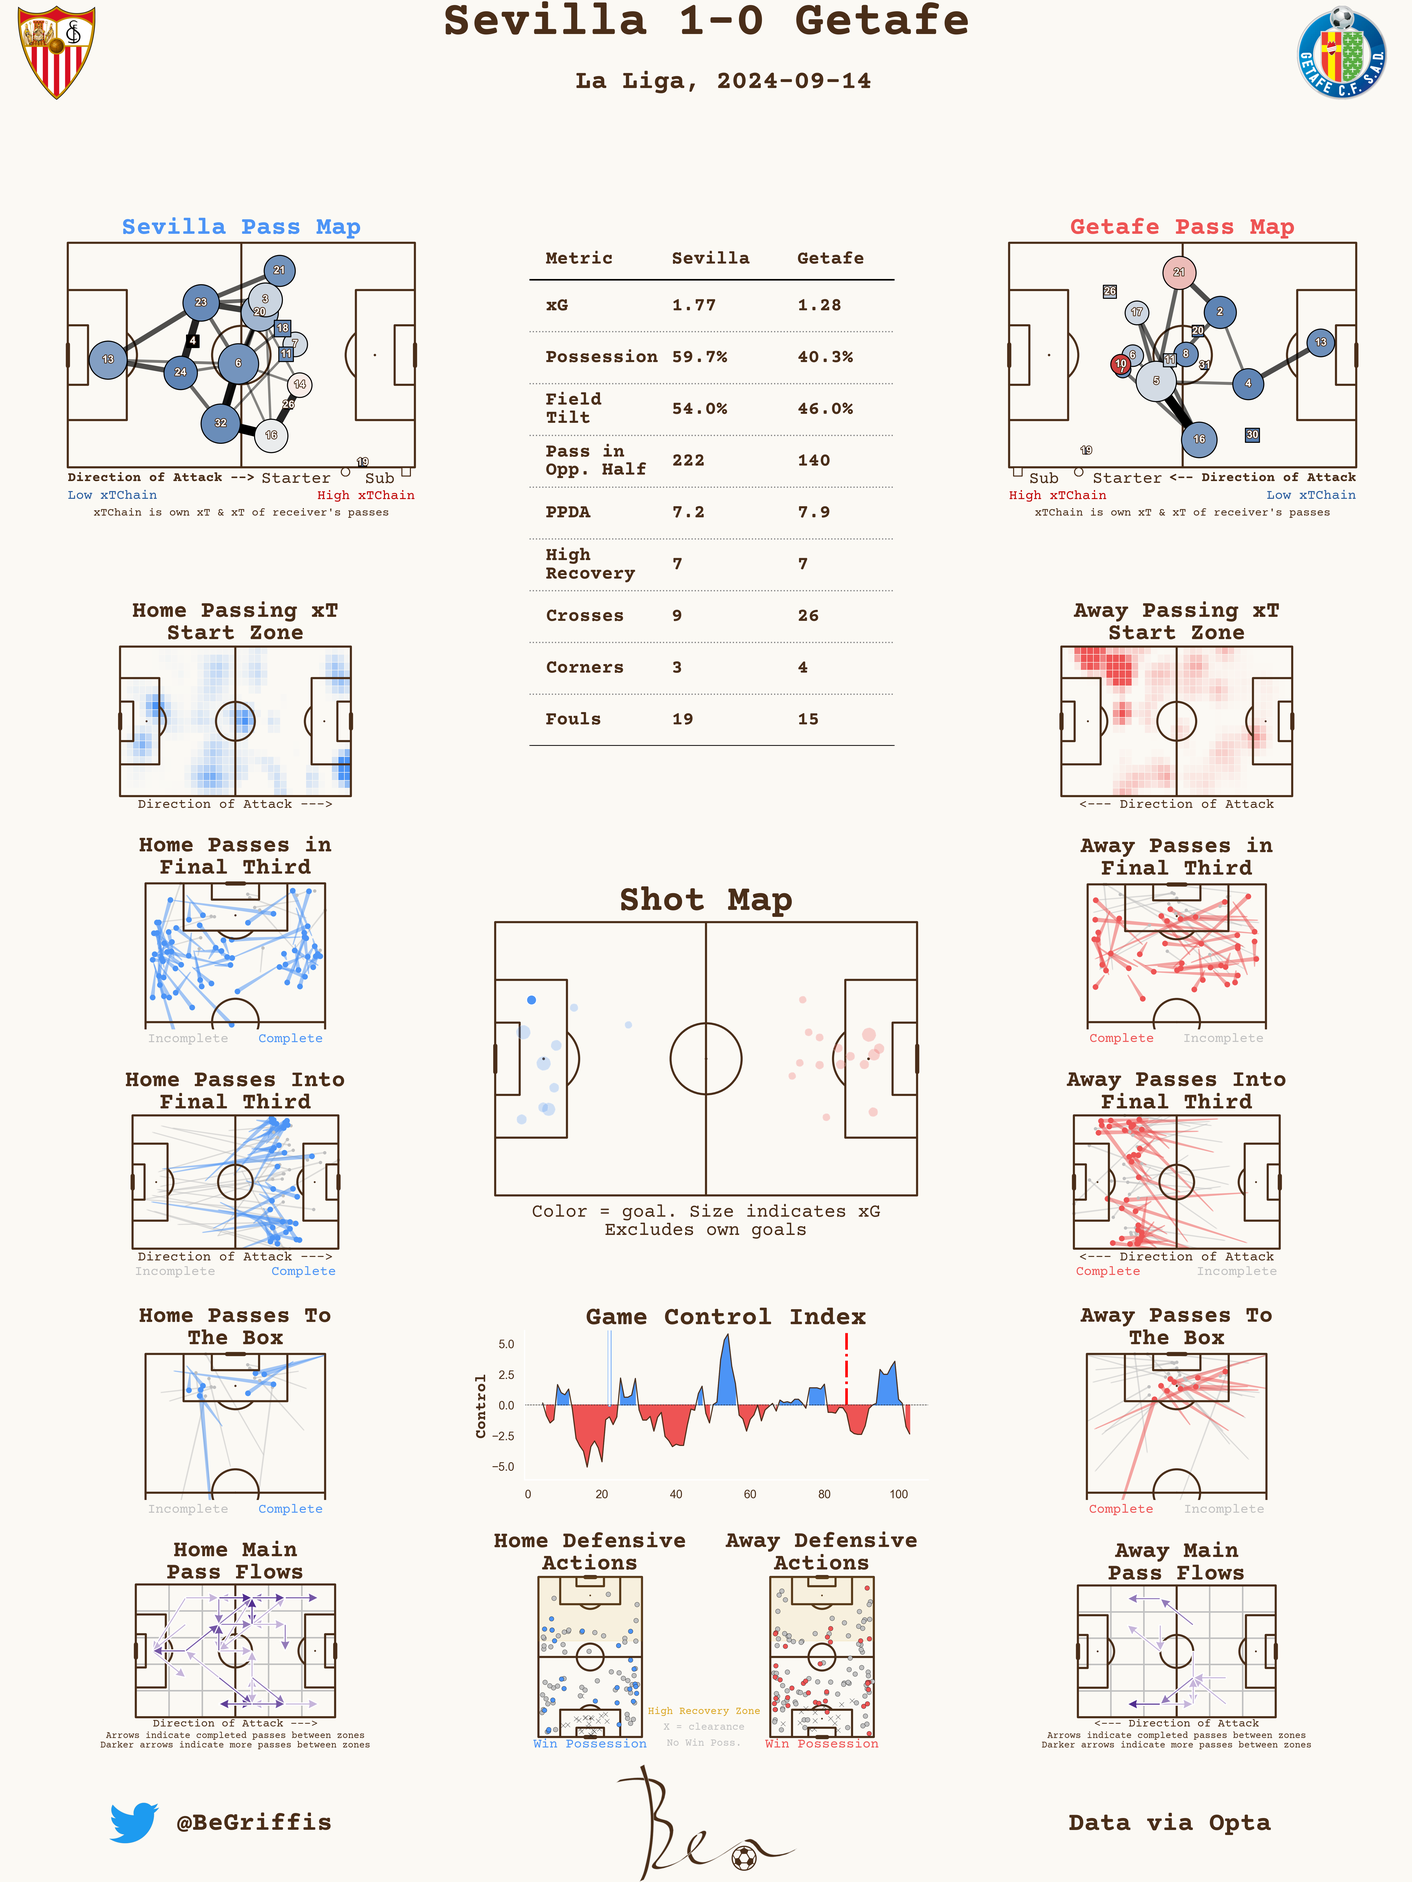 Sevilla 1-0 Getafe
La Liga, 2024-09-14
GETAFE C.F. S.A.D.
Sevilla Pass Map
21
3
23
20
18
7
4
11
13
6
24
14
26
32
16
19
Direction of Attack --> Starter Sub
Low xTChain High xTChain
xTChain is own xT & xT of receiver's passes
Metric Sevilla Getafe
xG 1.77 1.28
Possession 59.7% 40.3%
Field
Tilt 54.0% 46.0%
Pass in
Opp. Half 222 140
PPDA 7.2 7.9
High
Recovery 7 7
Crosses 9 26
Corners 3 4
Fouls 19 15
Getafe Pass Map
21
26
17
2
20
13
6
8
10
11
31
7
5
4
16
30
19
Sub Starter <-- Direction of Attack
High xTChain Low xTChain
xTChain is own xT & xT of receiver's passes
Home Passing xT
Start Zone
Direction of Attack --->
Away Passing xT
Start Zone
<--- Direction of Attack
Home Passes in
Final Third
Incomplete Complete
Away Passes in
Final Third
Complete Incomplete
Shot Map
Color = goal. Size indicates xG
Excludes own goals
Home Passes Into
Final Third
Direction of Attack --->
Incomplete Complete
Away Passes Into
Final Third
<--- Direction of Attack
Complete Incomplete
Home Passes To
The Box
Incomplete Complete
Game Control Index
Control
5.0
2.5
0.0
−2.5
−5.0
0 20 40 60 80 100
Away Passes To
The Box
Complete Incomplete
Home Main
Pass Flows
Direction of Attack --->
Arrows indicate completed passes between zones
Darker arrows indicate more passes between zones
Home Defensive
Actions
Win Possession
Away Defensive
Actions
Win Possession
High Recovery Zone
X = clearance
No Win Poss.
Away Main
Pass Flows
<--- Direction of Attack
Arrows indicate completed passes between zones
Darker arrows indicate more passes between zones
@BeGriffis
Ben
Data via Opta